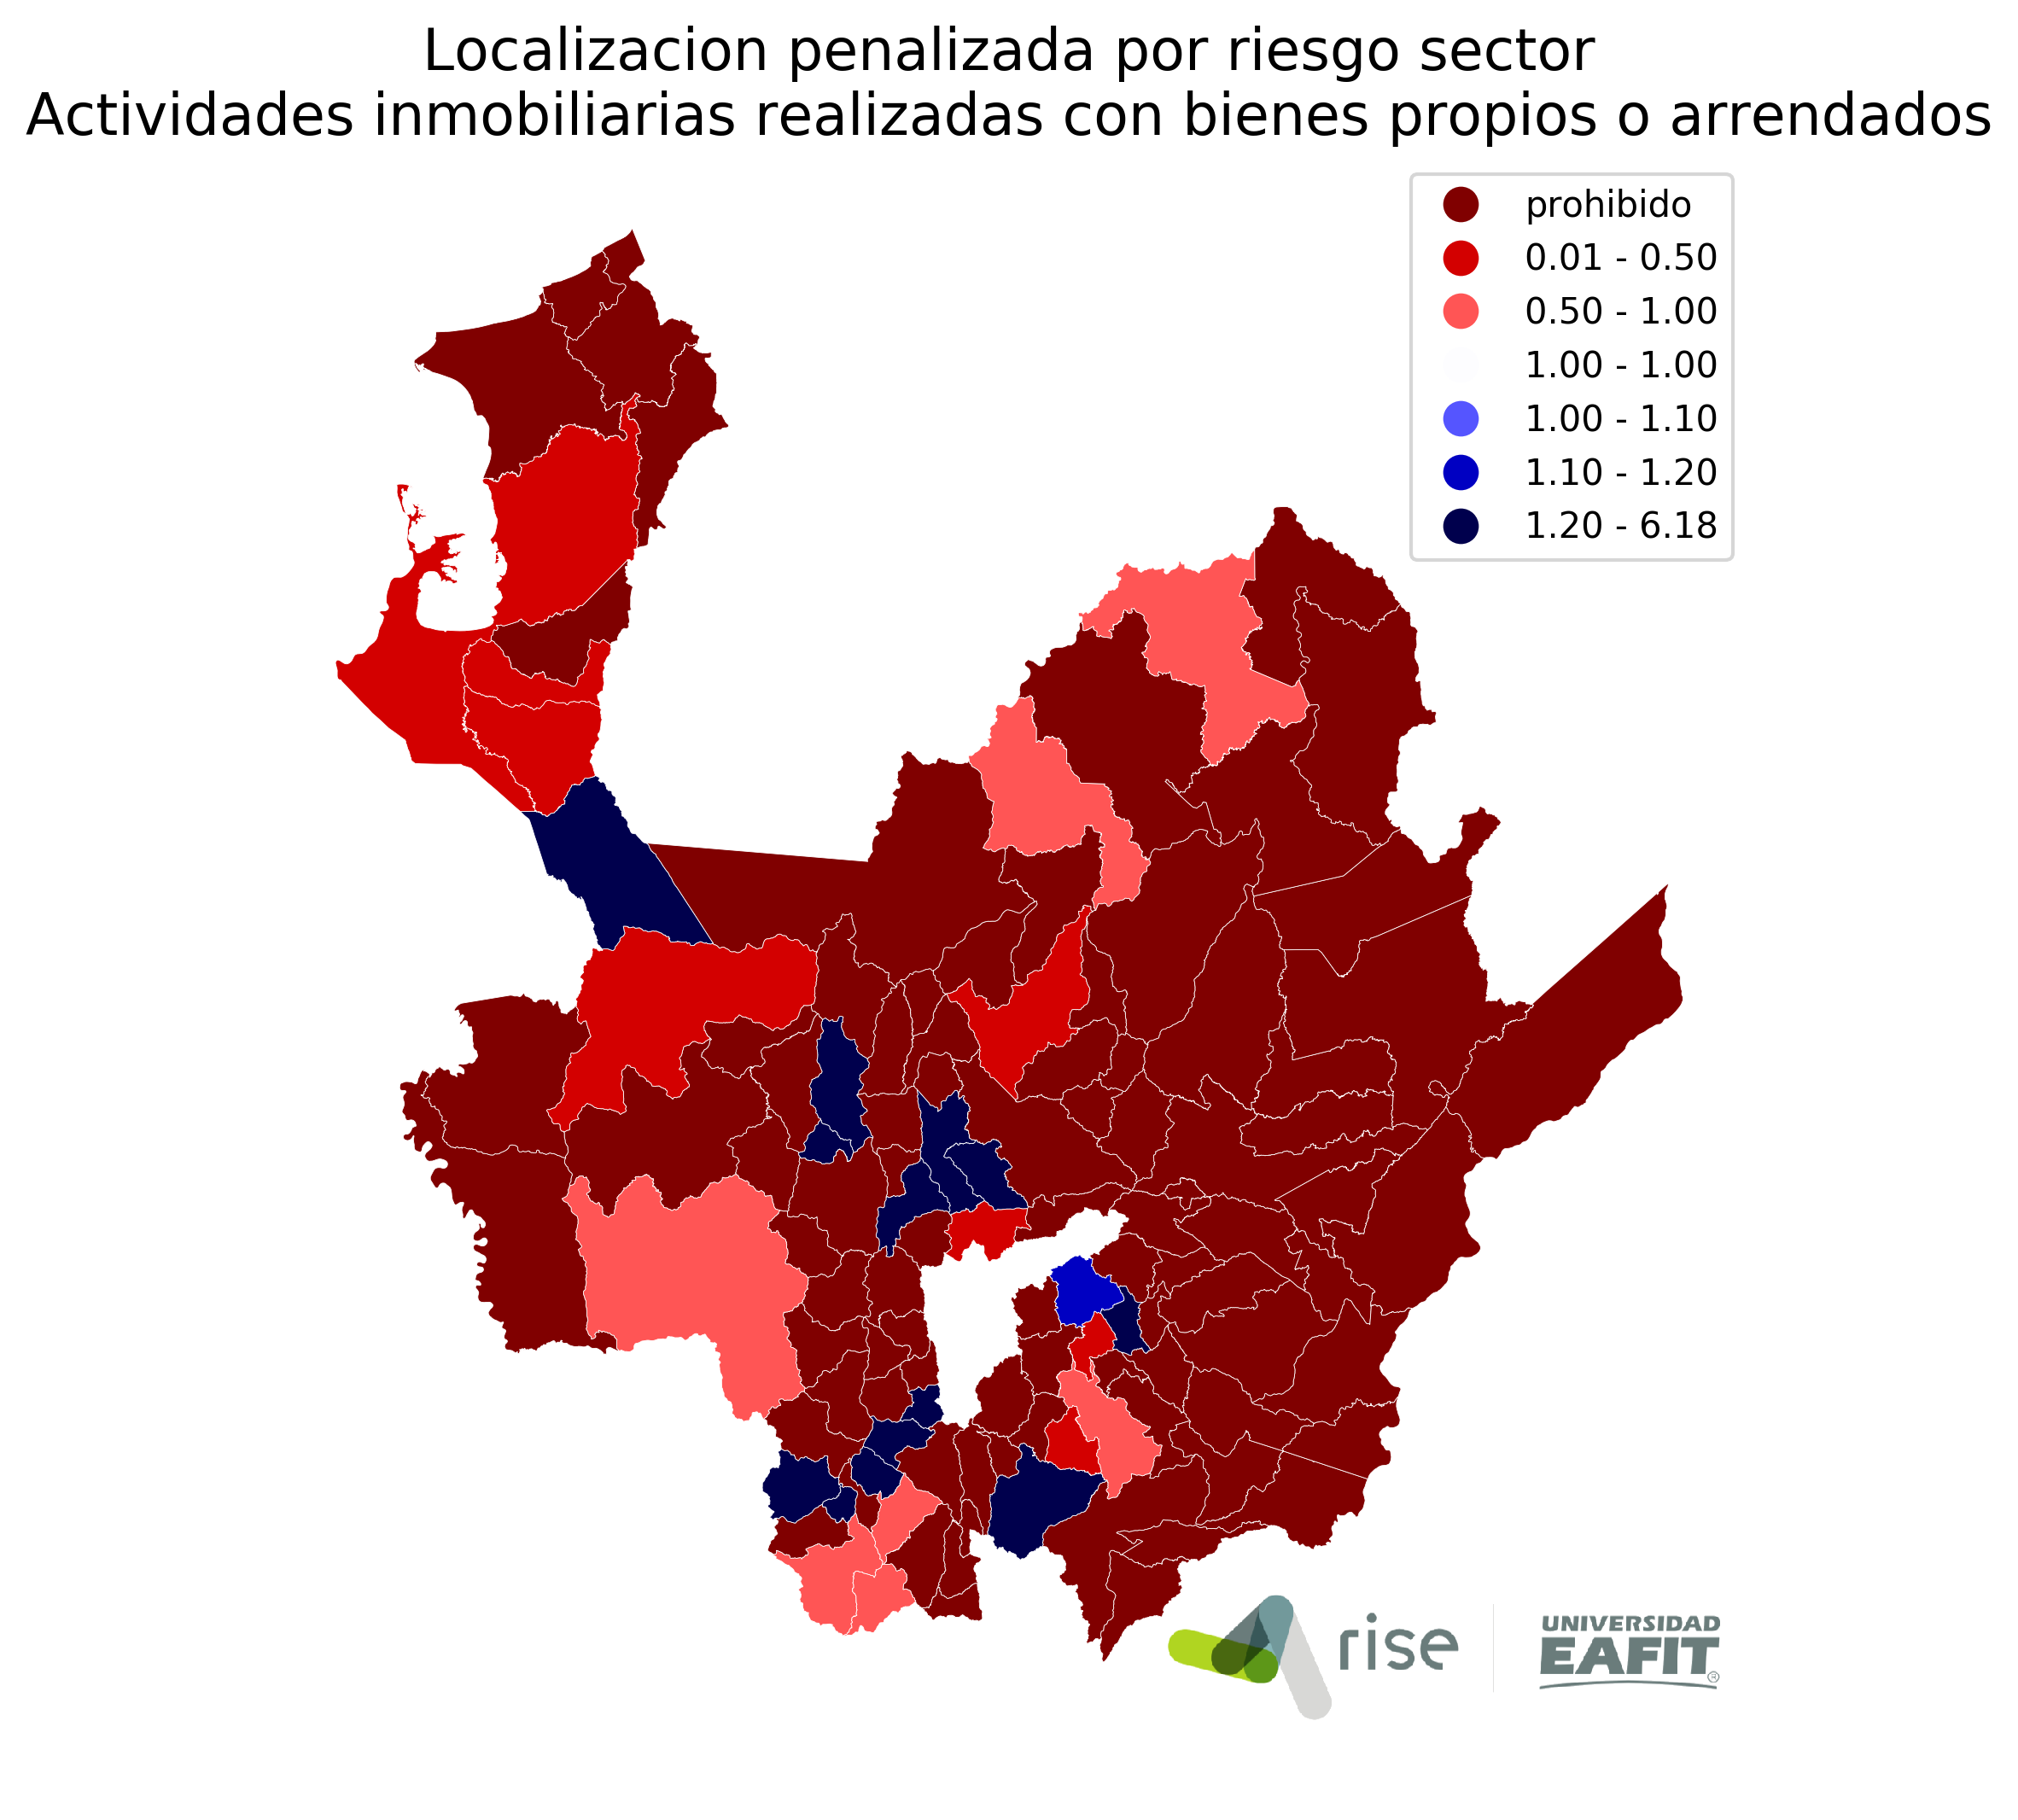 Localizacion penalizada por riesgo sector
Actividades inmobiliarias realizadas con bienes propios o arrendados
prohibido
0.01 - 0.50
0.50 - 1.00
1.00 - 1.00
1.00 - 1.10
1.10 - 1.20
1.20 - 6.18
rise
UNIVERSIDAD
EAFIT®